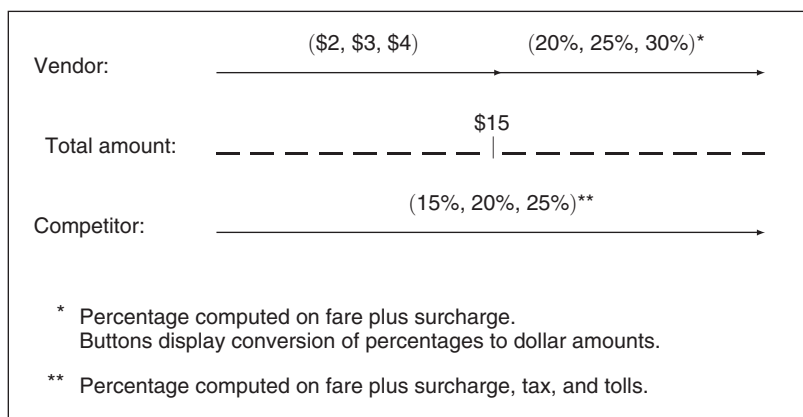 ($2, $3, $4) (20%, 25%, 30%)*
Vendor:
$15
Total amount:
(15%, 20%, 25%)**
Competitor:
* Percentage computed on fare plus surcharge.
Buttons display conversion of percentages to dollar amounts.
** Percentage computed on fare plus surcharge, tax, and tolls.